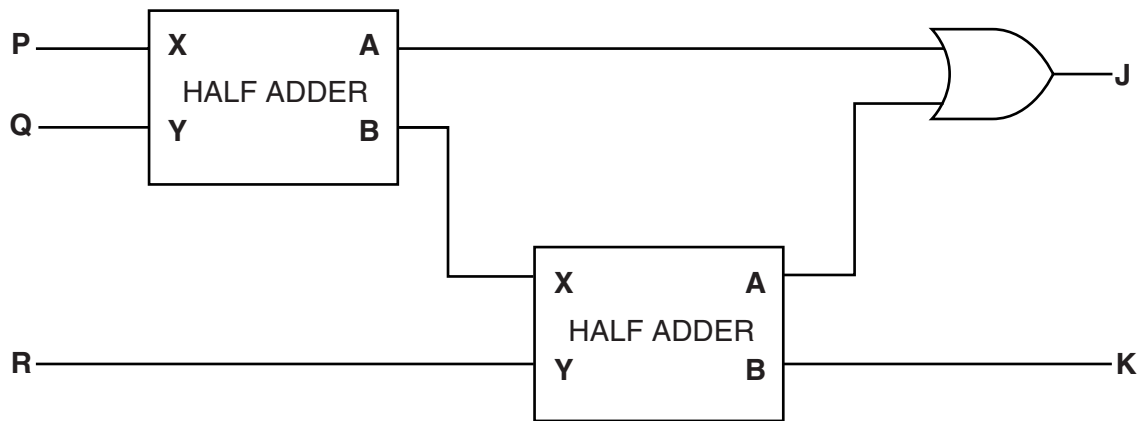 P X A
HALF ADDER
Q Y B
J
X A
HALF ADDER
R Y B K